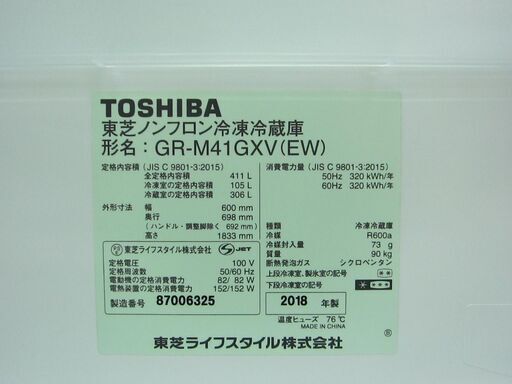 TOSHIBA
東芝ノンフロン冷凍冷蔵庫
形名：GR-M41GXV(EW)
定格内容積（JIS C 9801-3:2015）
全定格内容積 411 L
冷凍室の定格内容積 105 L
冷蔵室の定格内容積 306 L
外形寸法 幅 600 mm
奥行 698 mm
（ハンドル・調整脚除く 692 mm）
高さ 1833 mm
東芝ライフスタイル株式会社 JET
定格電圧 100 V
定格周波数 50/60 Hz
電動機の定格消費電力 82/ 82 W
電熱装置の定格消費電力 152/152 W
製造番号 87006325
消費電力量（JIS C 9801-3:2015）
50Hz 320 kWh/年
60Hz 320 kWh/年
種類 冷凍冷蔵庫
冷媒 R600a
冷媒封入量 73 g
質量 90 kg
断熱発泡ガス シクロペンタン
上段冷凍室、製氷室の記号 **
下段冷凍室の記号 ****
2018 年製
温度ヒューズ 76℃
MADE IN CHINA
東芝ライフスタイル株式会社